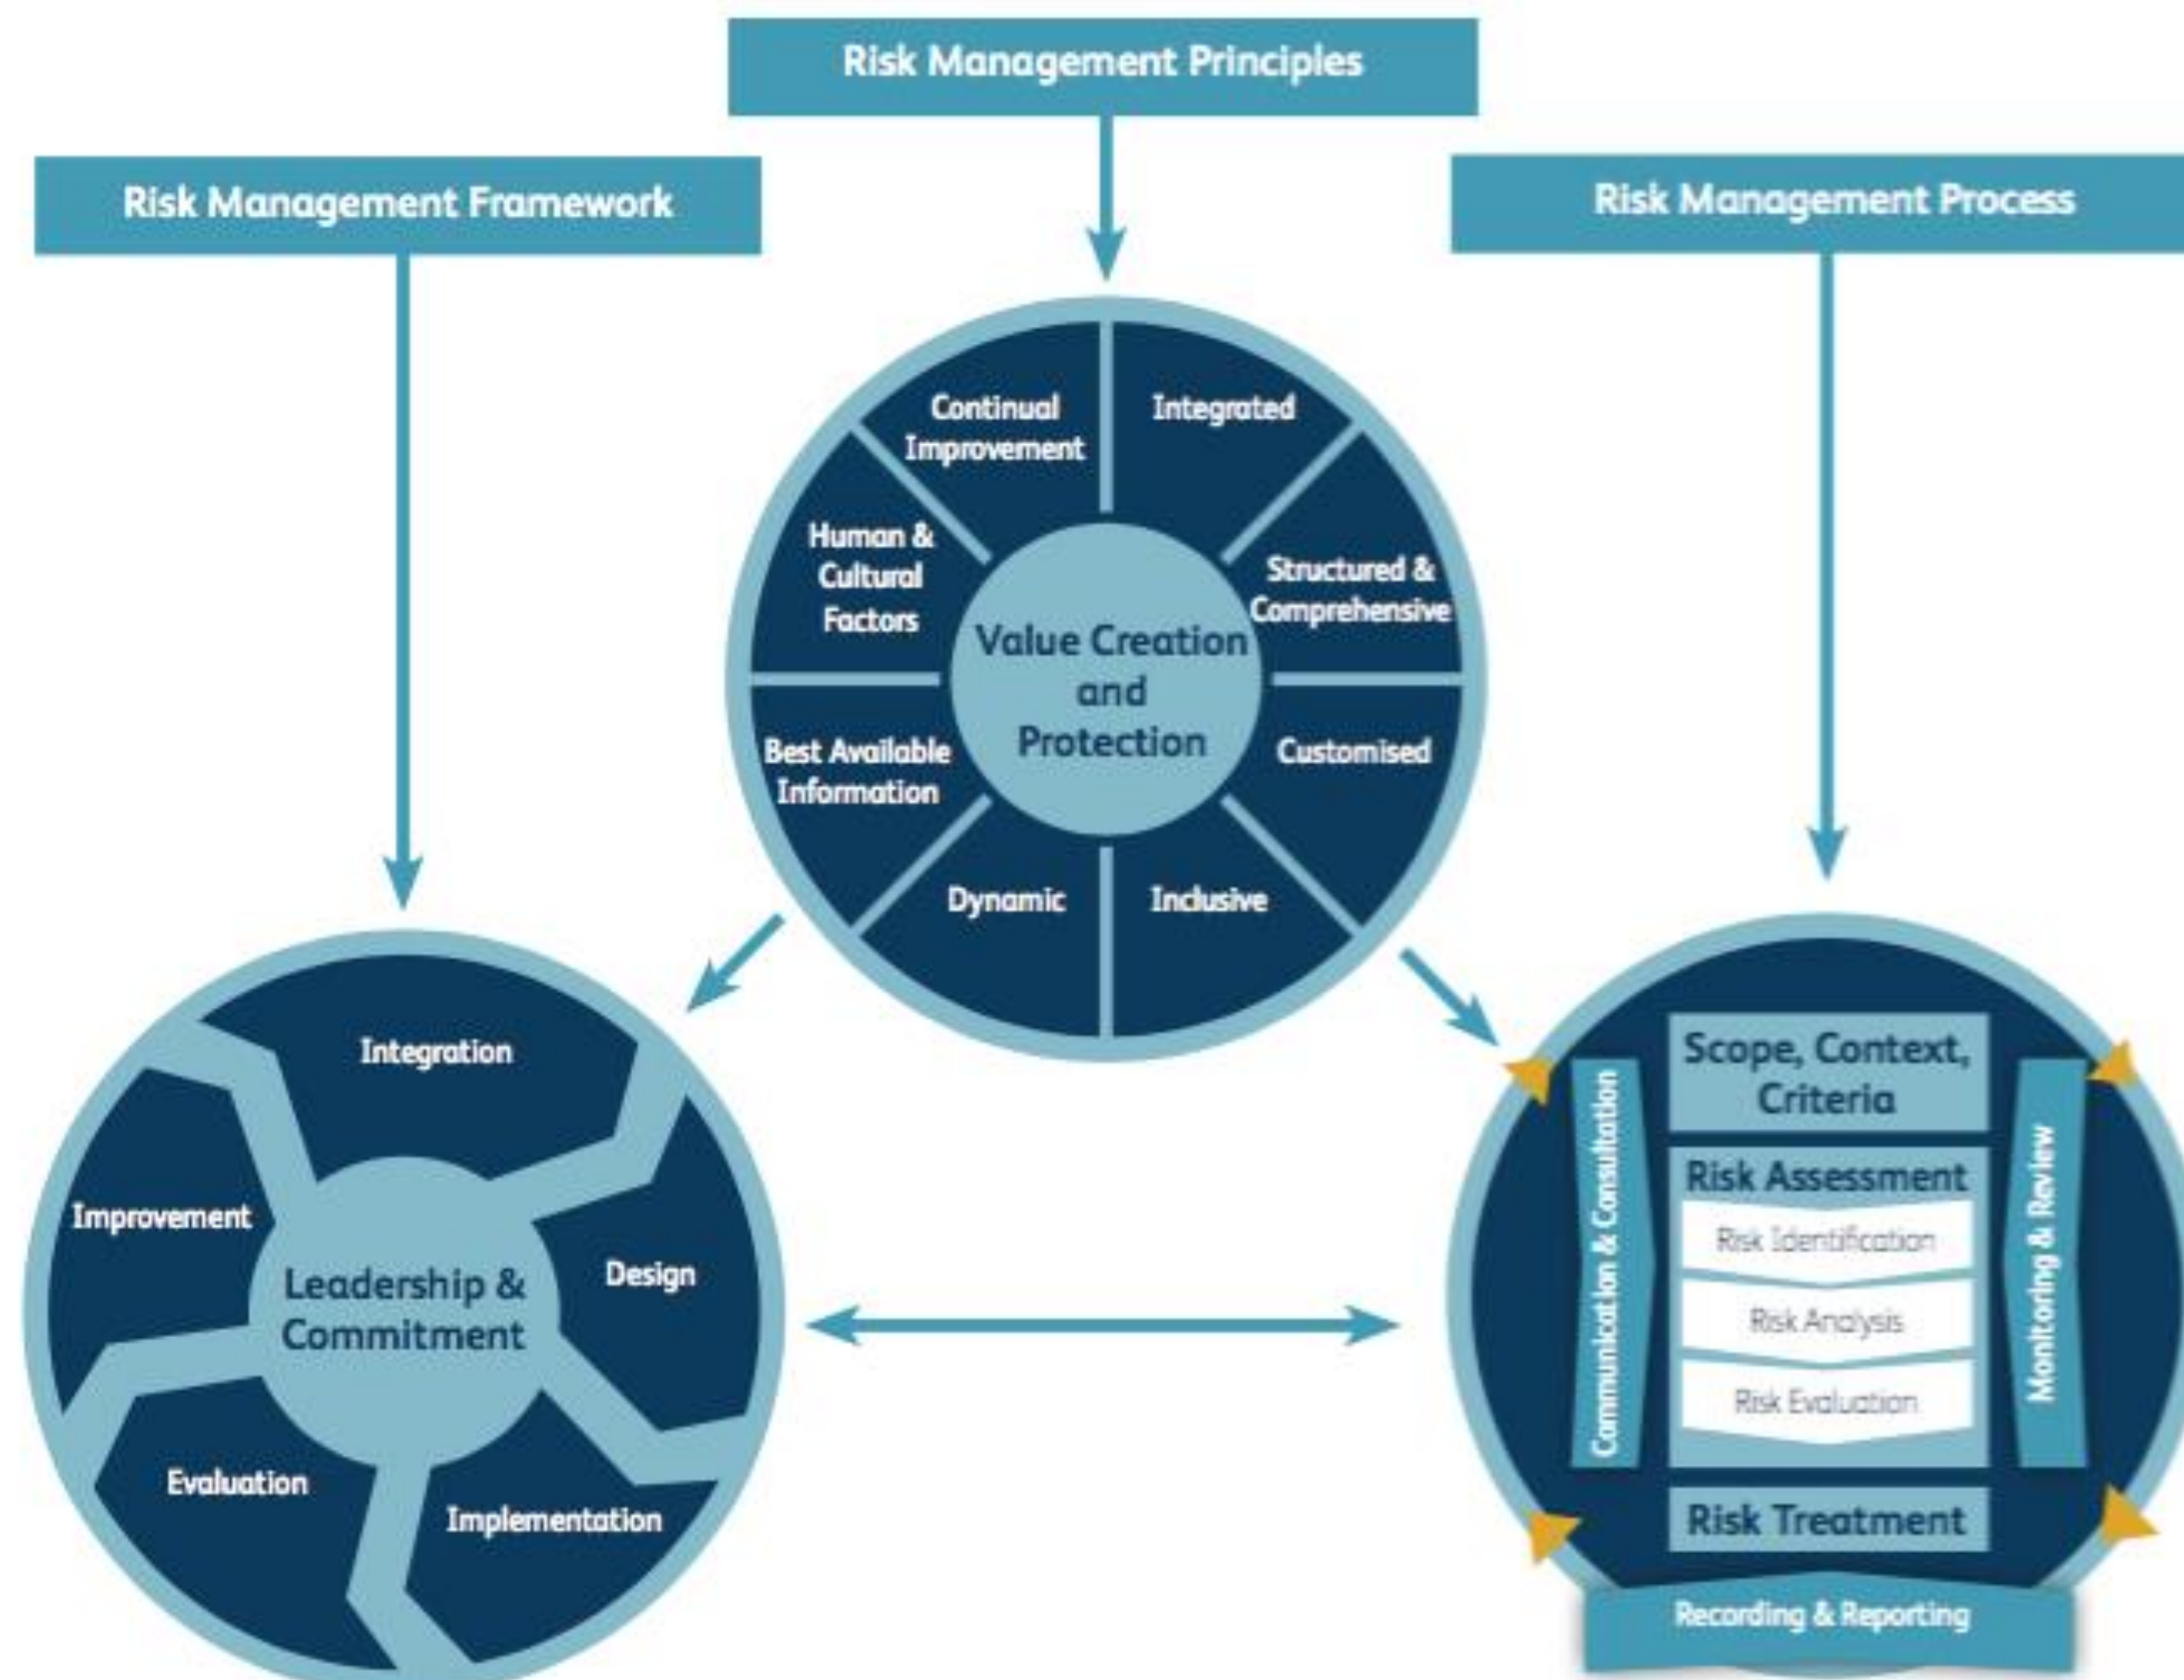 Risk Management Principles
Risk Management Framework
Risk Management Process
Continual
Improvement
Integrated
Human &
Cultural
Factors
Structured &
Comprehensive
Value Creation
and
Protection
Best Available
Information
Customised
Dynamic
Inclusive
Integration
Improvement
Design
Leadership &
Commitment
Evaluation
Implementation
Scope, Context,
Criteria
Communication & Consultation
Monitoring & Review
Risk Assessment
Risk Identification
Risk Analysis
Risk Evaluation
Risk Treatment
Recording & Reporting